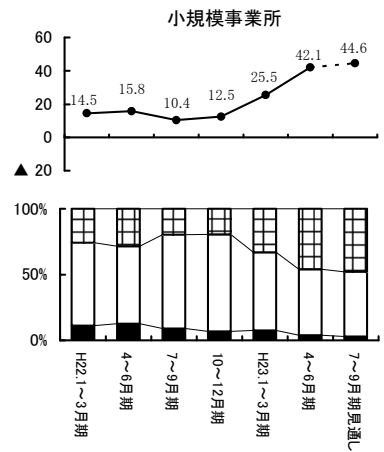 小規模事業所
60
40
20
0
▲ 20
14.5
15.8
10.4
12.5
25.5
42.1
44.6
100%
50%
0%
H22.1～3月期
4～6月期
7～9月期
10～12月期
H23.1～3月期
4～6月期
7～9月期見通し